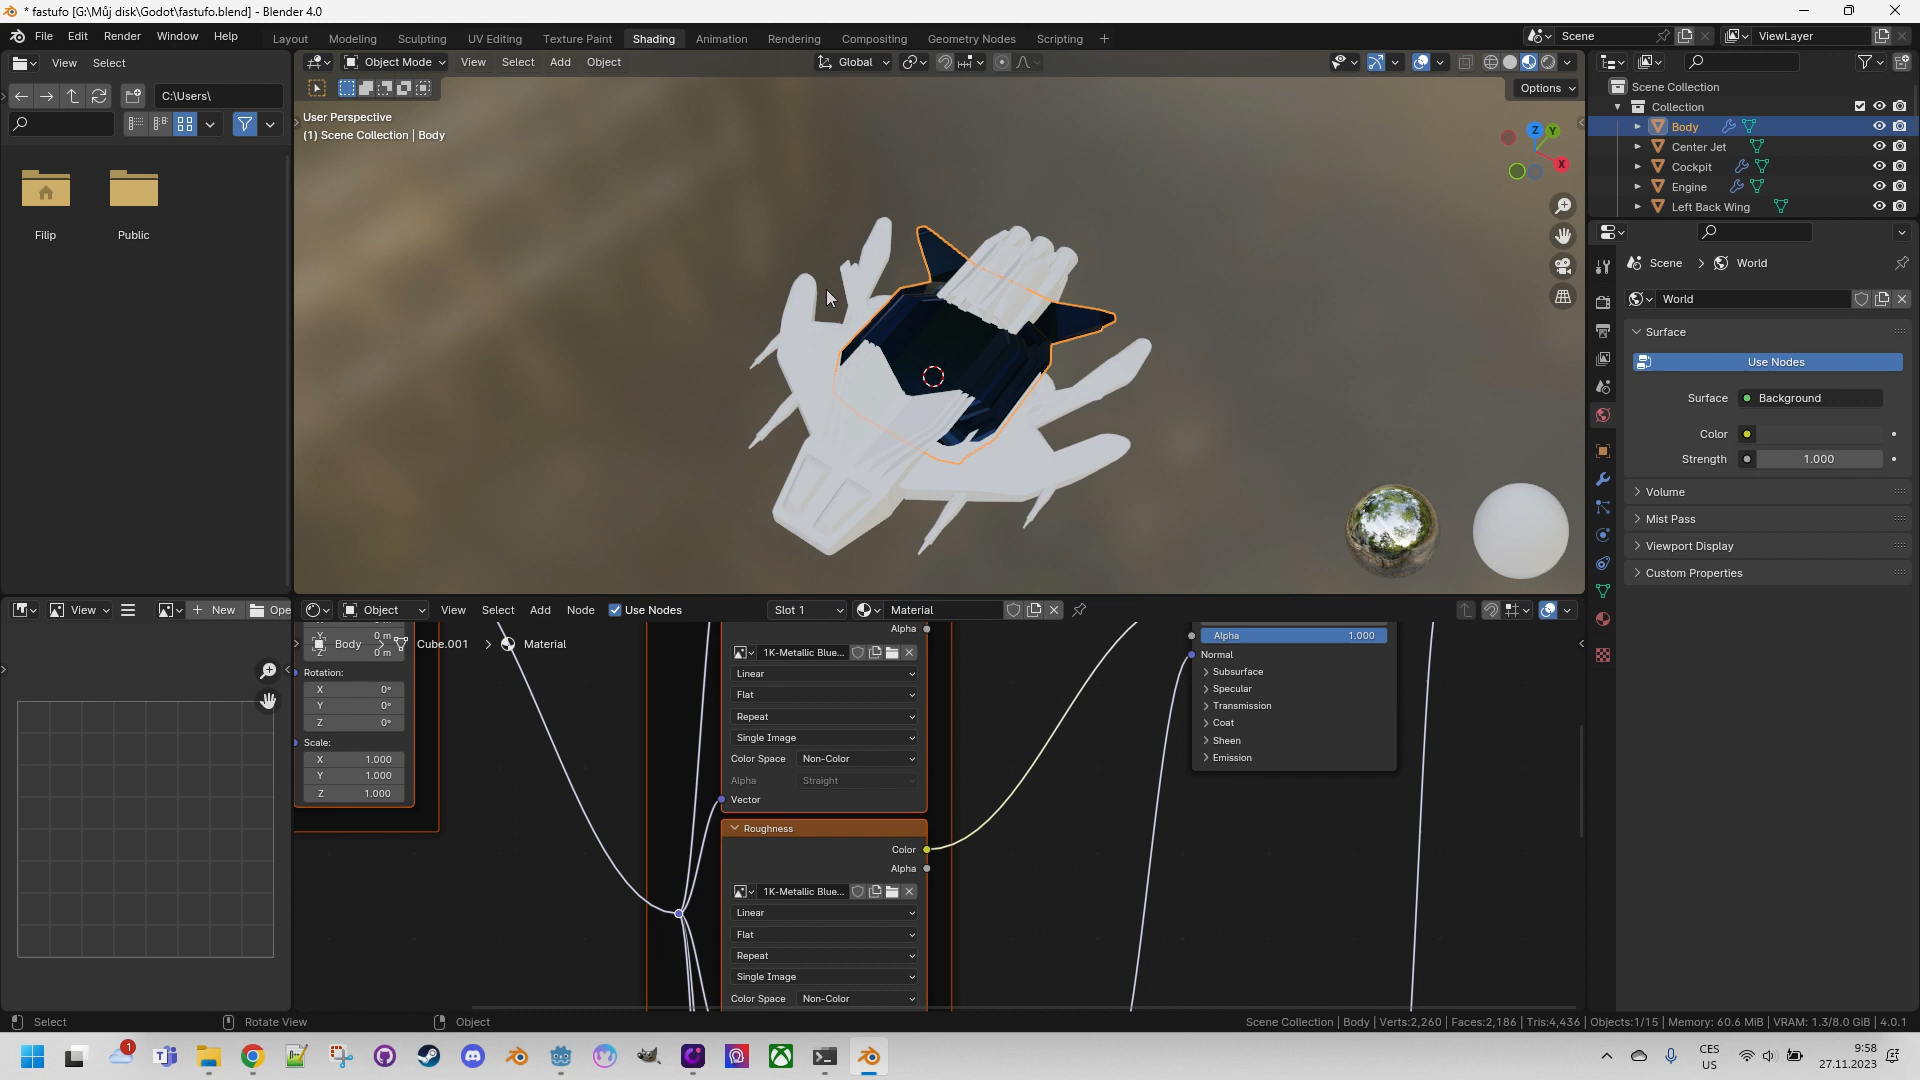 * fastufo [G:\Můj disk\Godot\fastufo.blend] - Blender 4.0
File Edit Render Window Help
Layout Modeling Sculpting UV Editing Texture Paint Shading Animation Rendering Compositing Geometry Nodes Scripting +
Scene
ViewLayer
View Select
C:\Users\
Filip
Public
Object Mode View Select Add Object
Global
Options
User Perspective
(1) Scene Collection | Body
Z Y X
Scene Collection
Collection
Body
Center Jet
Cockpit
Engine
Left Back Wing
Scene > World
World
Surface
Use Nodes
Surface Background
Color
Strength 1.000
Volume
Mist Pass
Viewport Display
Custom Properties
View
+ New
Ope
Object View Select Add Node Use Nodes
Slot 1
Material
Body > Cube.001 > Material
Y 0 m
Z 0 m
Rotation:
X 0°
Y 0°
Z 0°
Scale:
X 1.000
Y 1.000
Z 1.000
Alpha
1K-Metallic Blue...
Linear
Flat
Repeat
Single Image
Color Space Non-Color
Alpha Straight
Vector
Roughness
Color
Alpha
1K-Metallic Blue...
Linear
Flat
Repeat
Single Image
Color Space Non-Color
Alpha 1.000
Normal
Subsurface
Specular
Transmission
Coat
Sheen
Emission
Select
Rotate View
Object
Scene Collection | Body | Verts:2,260 | Faces:2,186 | Tris:4,436 | Objects:1/15 | Memory: 60.6 MiB | VRAM: 1.3/8.0 GiB | 4.0.1
1
CES
US
9:58
27.11.2023